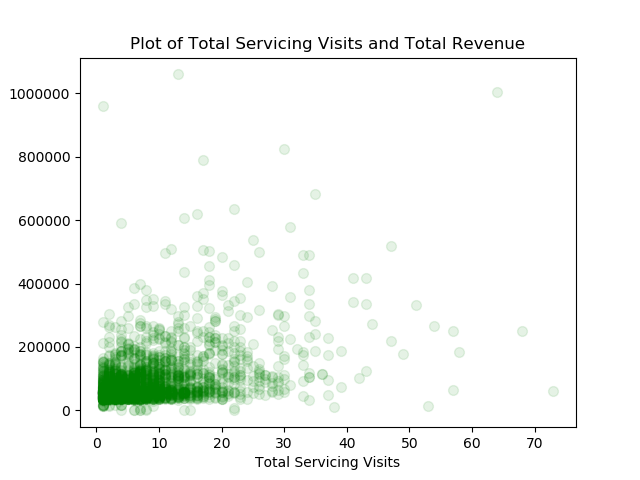 Plot of Total Servicing Visits and Total Revenue
1000000
800000
600000
400000
200000
0
0 10 20 30 40 50 60 70
Total Servicing Visits